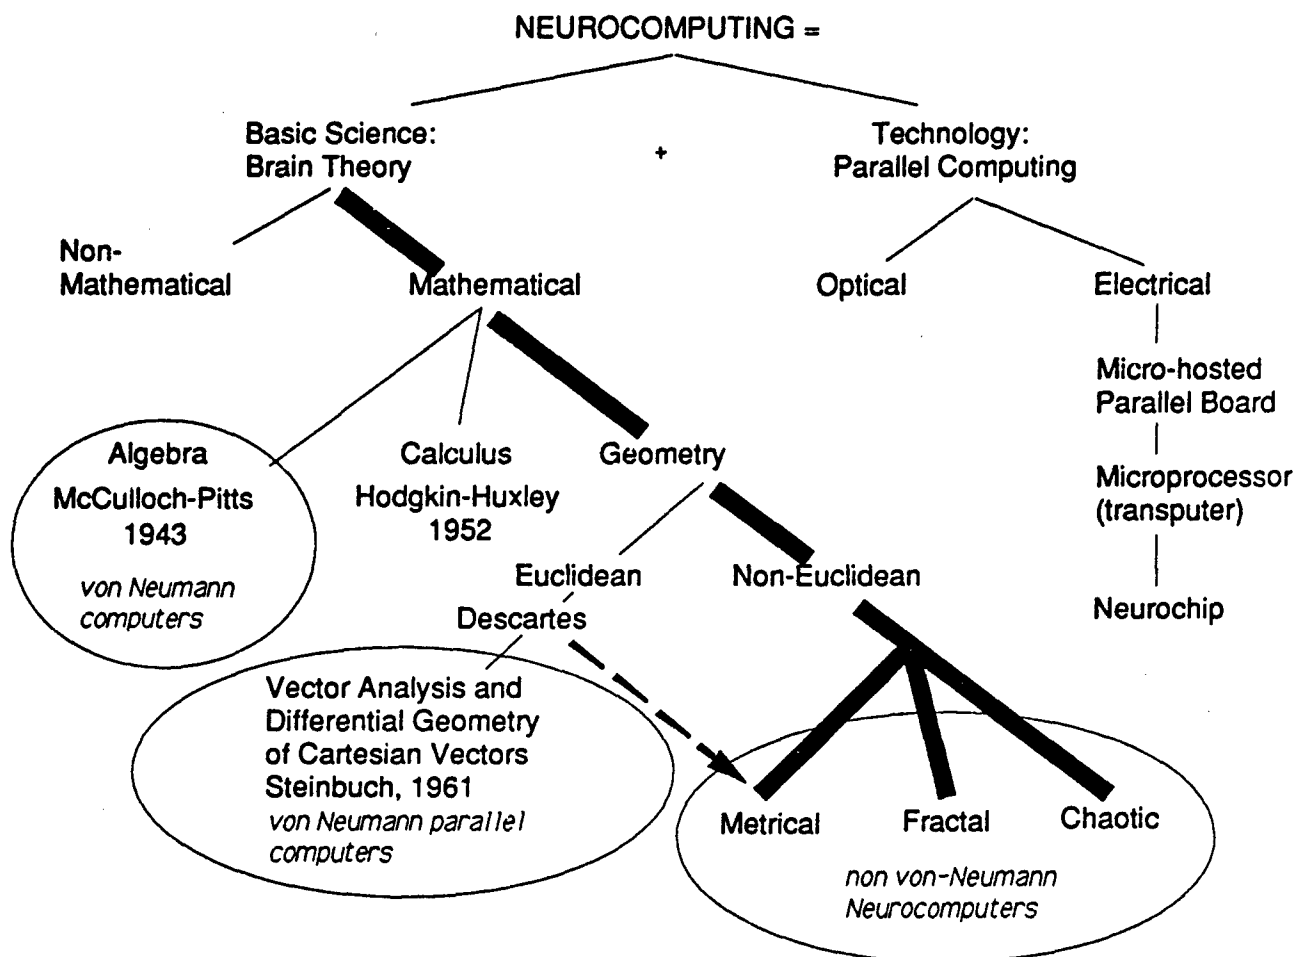 NEUROCOMPUTING =
Basic Science:
Brain Theory
+
Technology:
Parallel Computing
Non-
Mathematical
Mathematical
Optical
Electrical
Micro-hosted
Parallel Board
Microprocessor
(transputer)
Neurochip
Algebra
McCulloch-Pitts
1943
von Neumann
computers
Calculus
Hodgkin-Huxley
1952
Geometry
Euclidean
Descartes
Non-Euclidean
Vector Analysis and
Differential Geometry
of Cartesian Vectors
Steinbuch, 1961
von Neumann parallel
computers
Metrical
Fractal
Chaotic
non von-Neumann
Neurocomputers